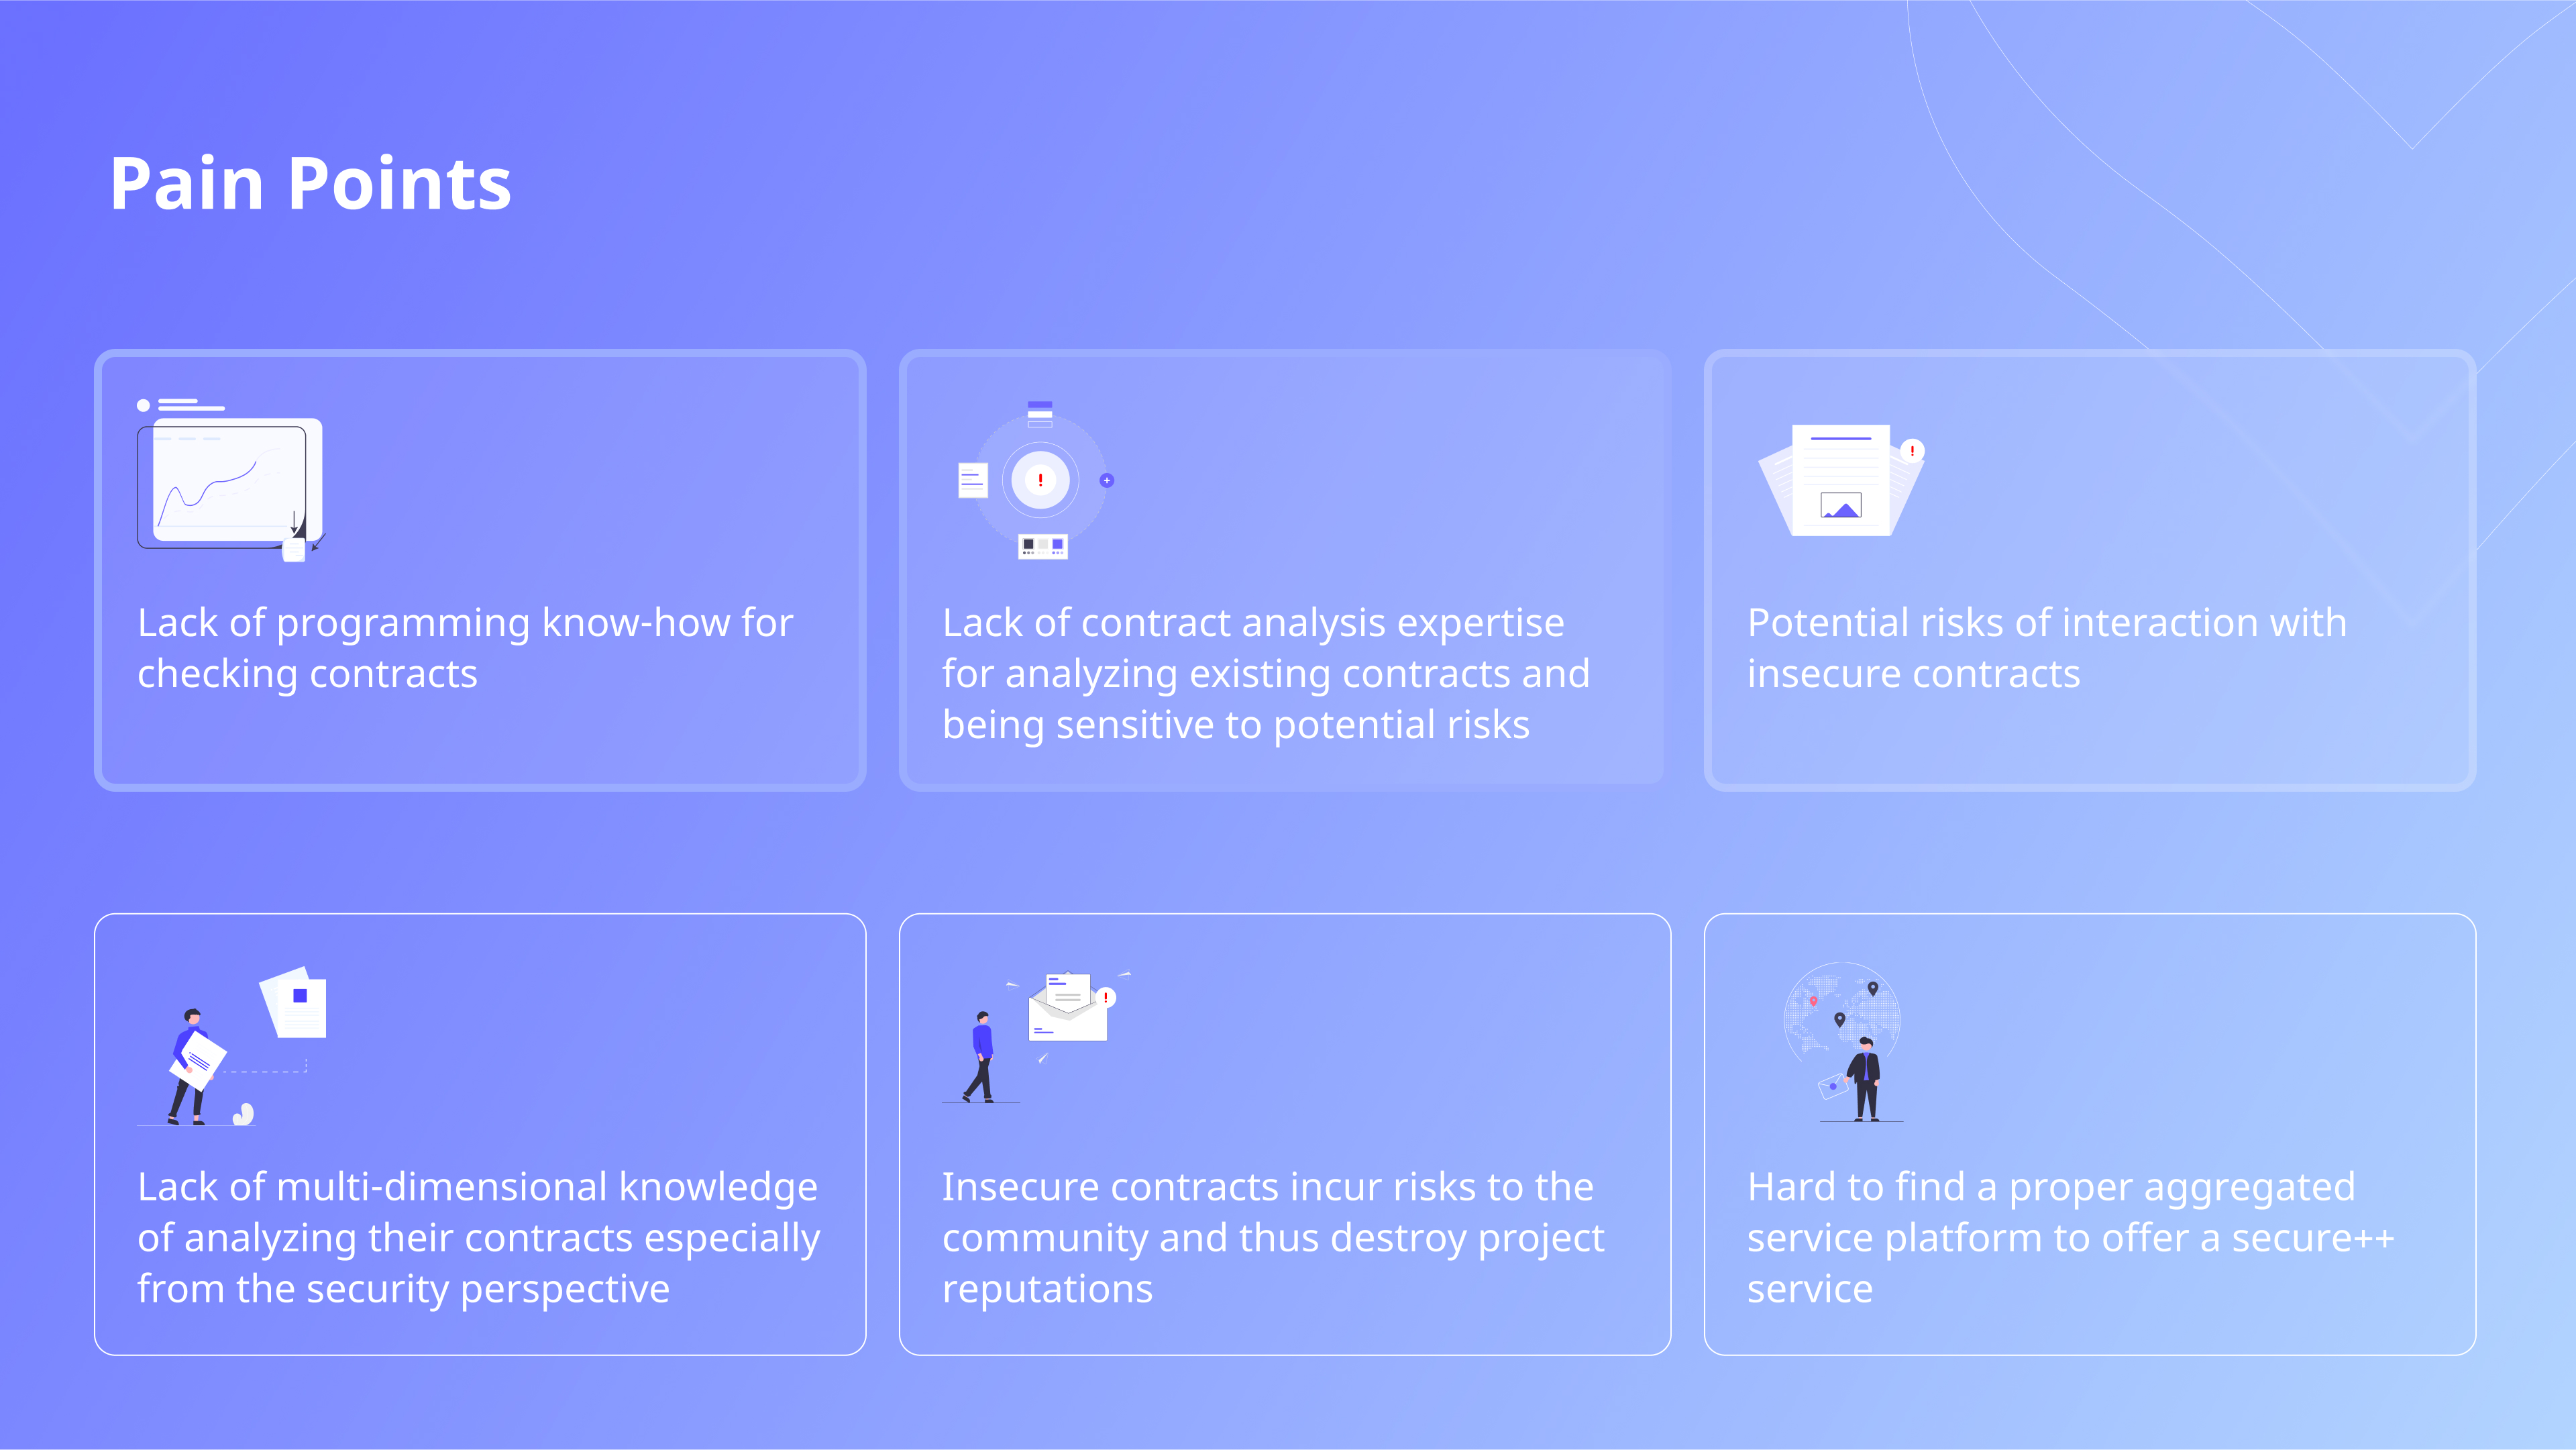 Pain Points
Lack of programming know-how for
checking contracts
Lack of contract analysis expertise
for analyzing existing contracts and
being sensitive to potential risks
Potential risks of interaction with
insecure contracts
Lack of multi-dimensional knowledge
of analyzing their contracts especially
from the security perspective
Insecure contracts incur risks to the
community and thus destroy project
reputations
Hard to find a proper aggregated
service platform to offer a secure++
service